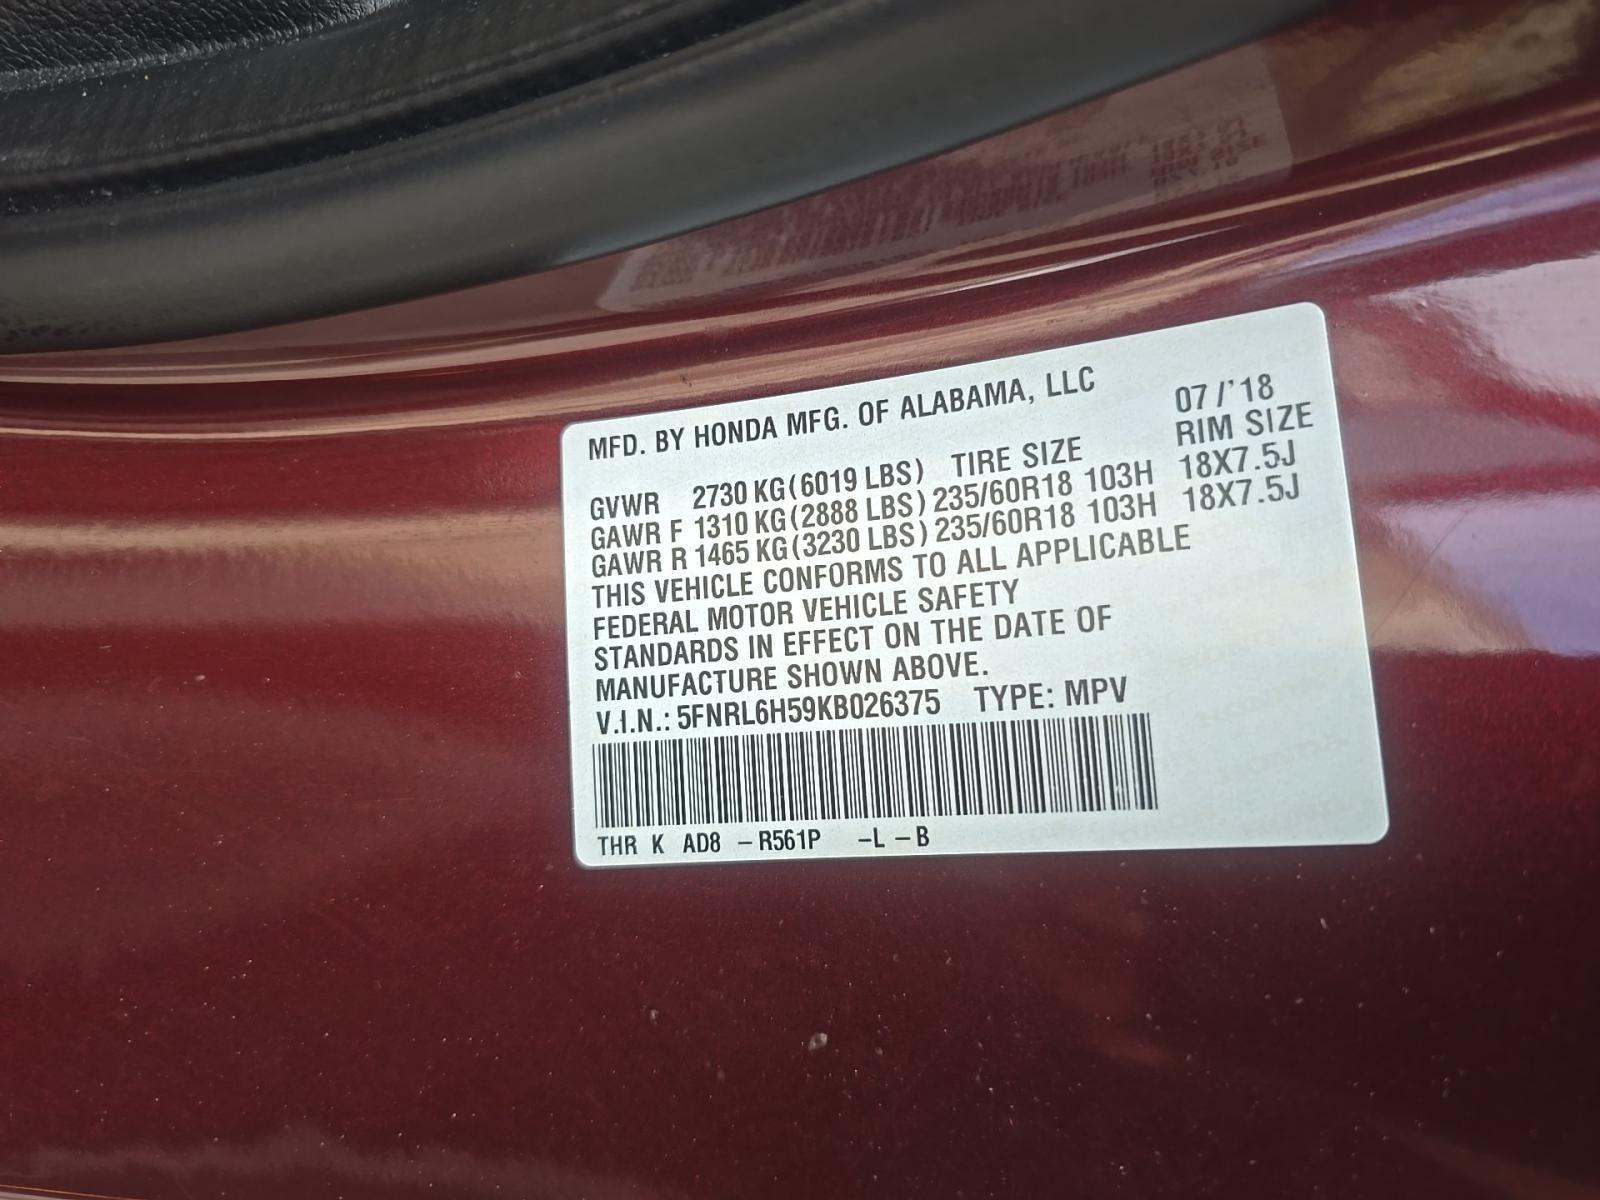 MFD. BY HONDA MFG. OF ALABAMA, LLC 07/'18
GVWR 2730 KG(6019 LBS) TIRE SIZE RIM SIZE
GAWR F 1310 KG(2888 LBS) 235/60R18 103H 18X7.5J
GAWR R 1465 KG(3230 LBS) 235/60R18 103H 18X7.5J
THIS VEHICLE CONFORMS TO ALL APPLICABLE
FEDERAL MOTOR VEHICLE SAFETY
STANDARDS IN EFFECT ON THE DATE OF
MANUFACTURE SHOWN ABOVE.
V.I.N.: 5FNRL6H59KB026375 TYPE: MPV
THR K AD8 -R561P -L -B